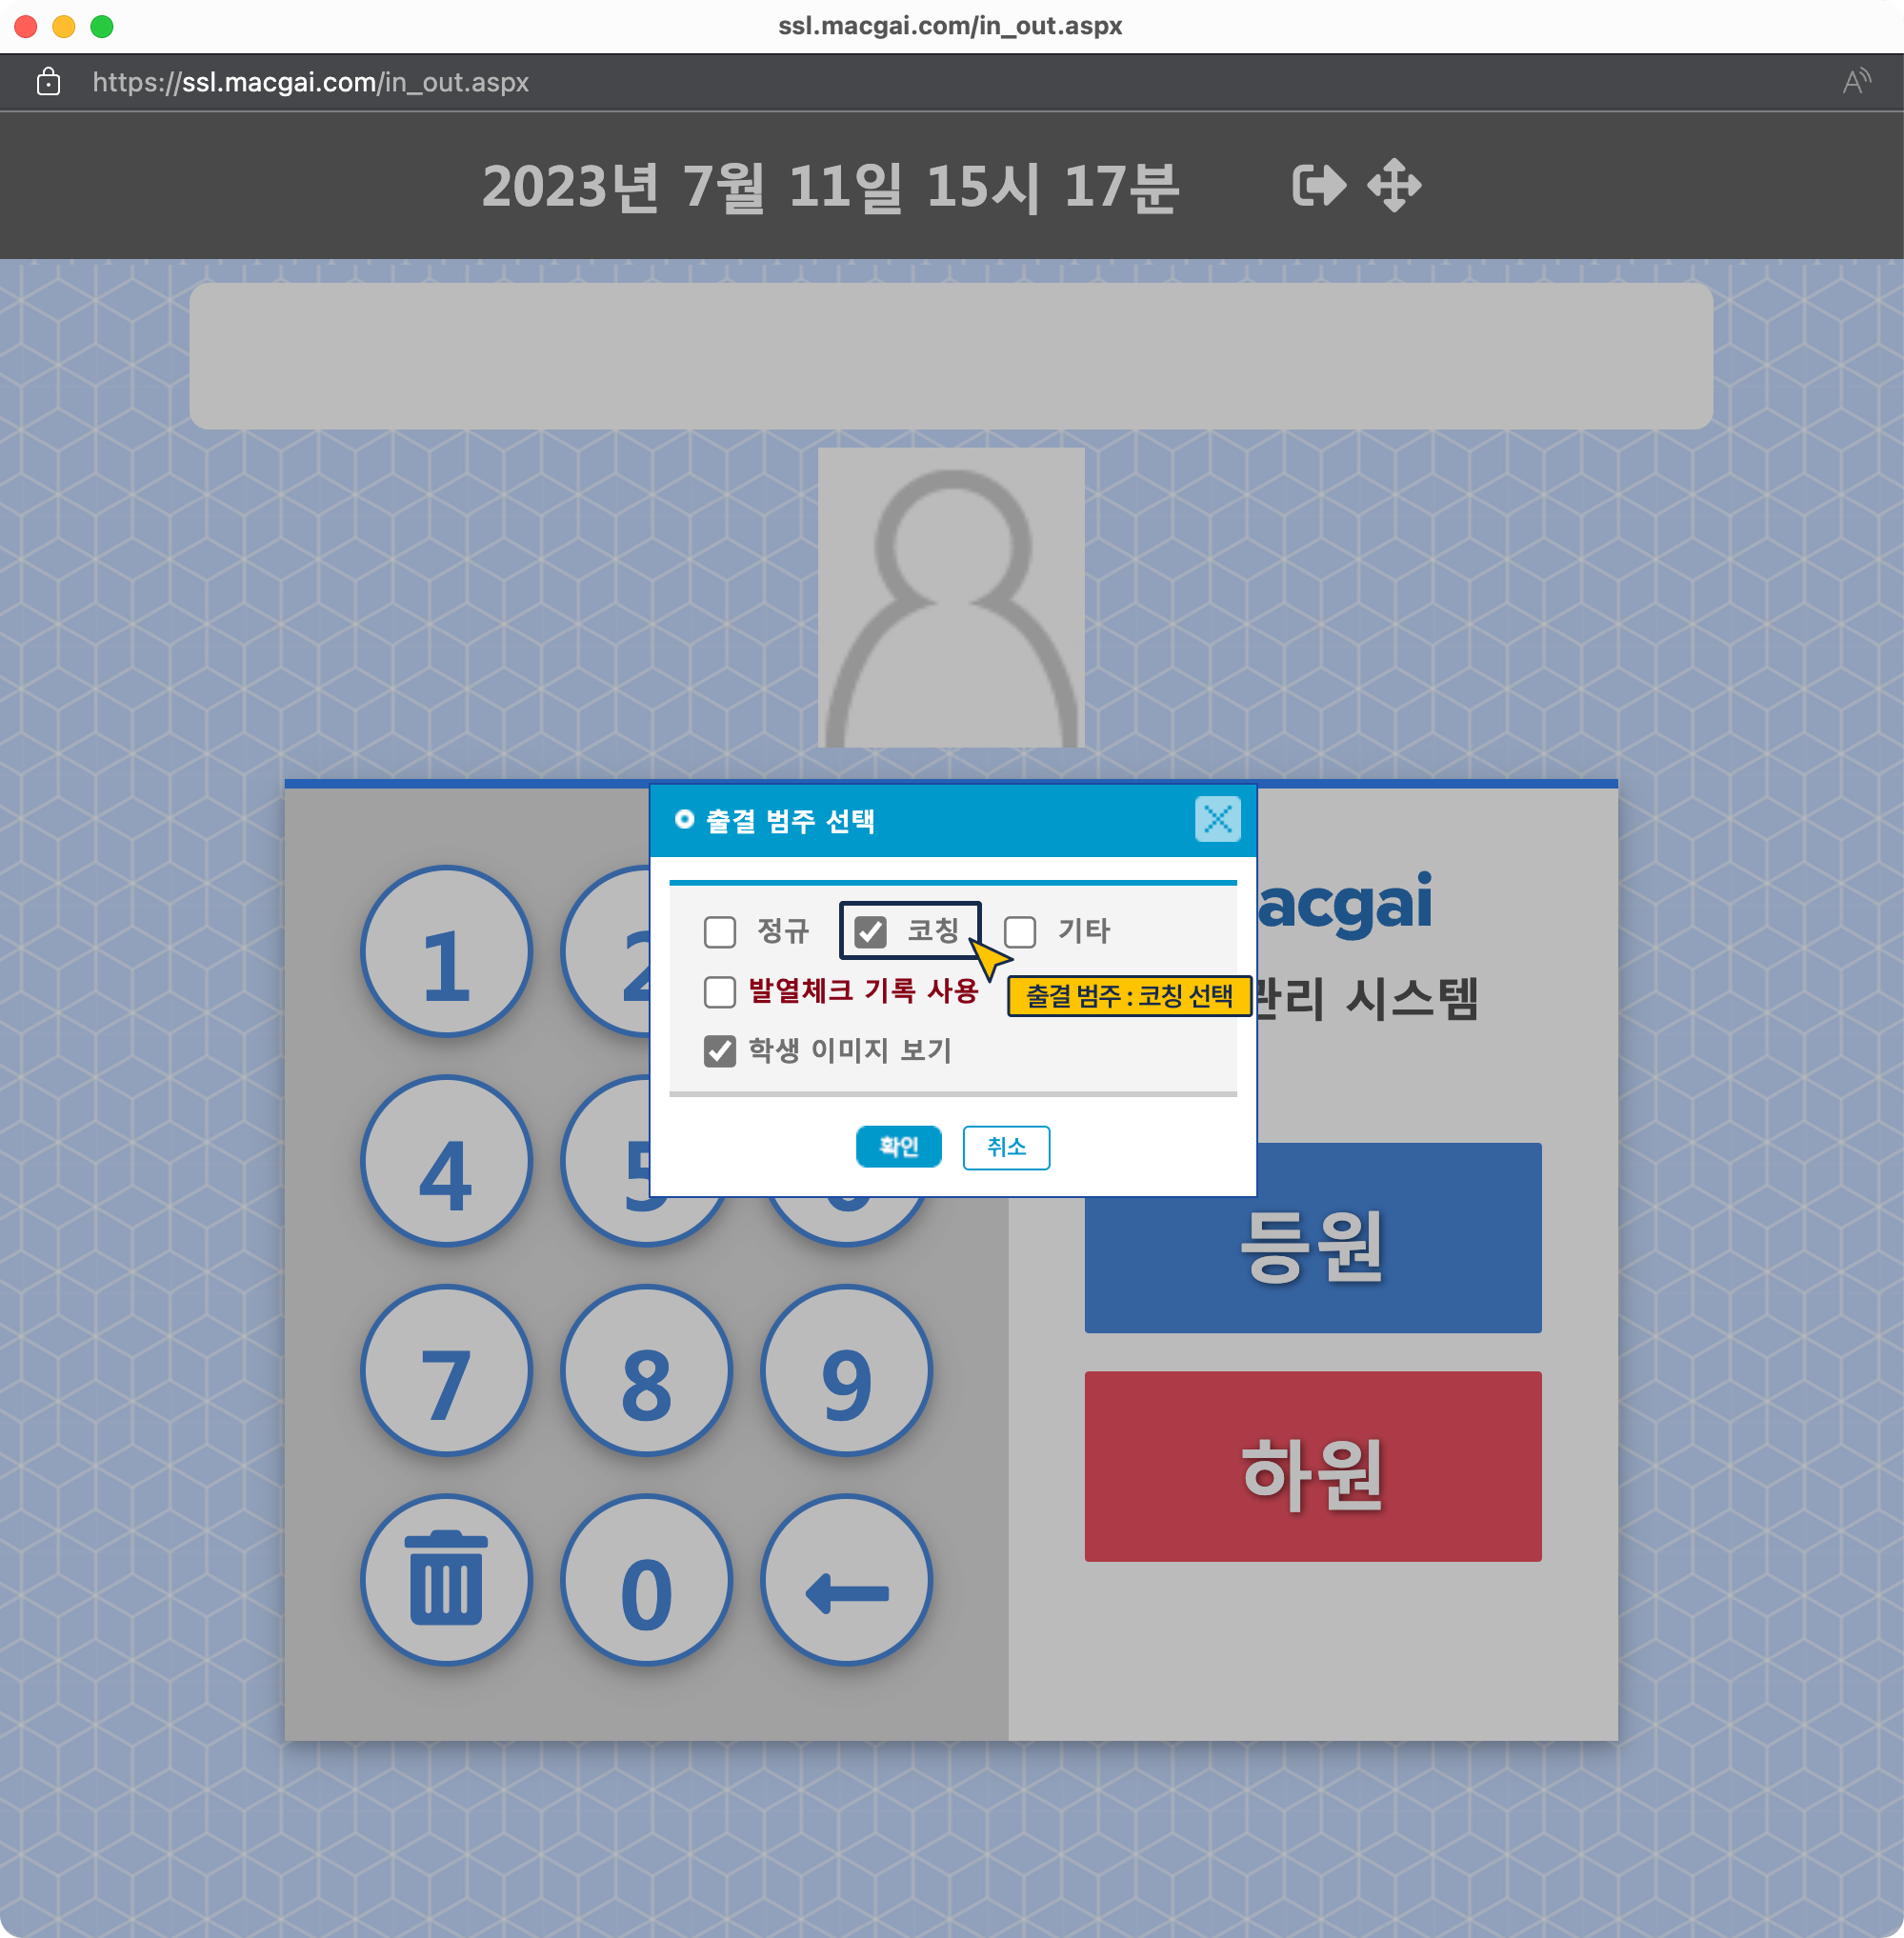 ssl.macgai.com/in_out.aspx
https://ssl.macgai.com/in_out.aspx
2023년 7월 11일 15시 17분
출결 범주 선택
정규 코칭 기타
발열체크 기록 사용
출결 범주 : 코칭 선택
학생 이미지 보기
확인 취소
acgai
관리 시스템
등원
하원
1 2
4 5 6
7 8 9
0